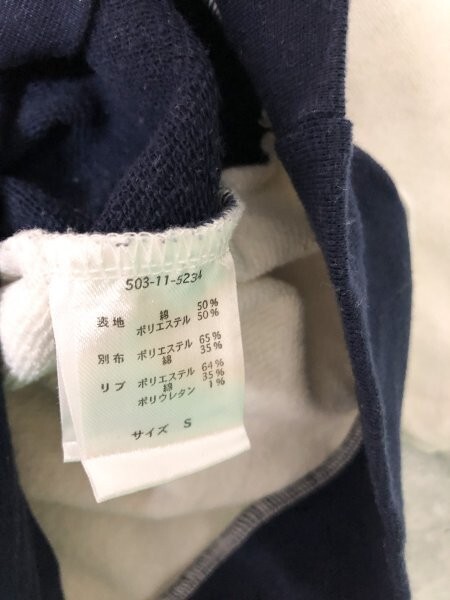 503-11-5234
表地 綿 50%
ポリエステル 50%
別布 ポリエステル 65%
綿 35%
リブ ポリエステル 64%
綿 35%
ポリウレタン 1%
サイズ S